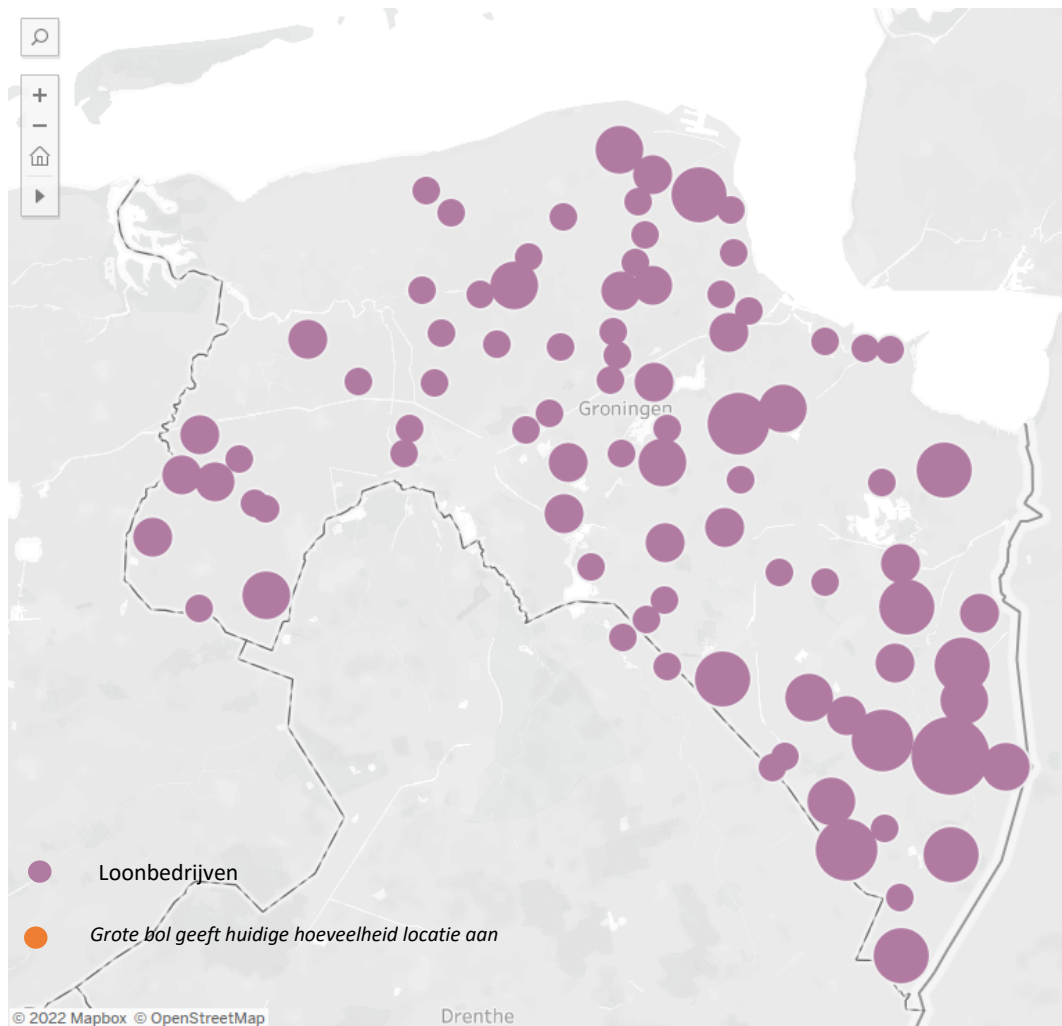 +
−
Groningen
Loonbedrijven
Grote bol geeft huidige hoeveelheid locatie aan
© 2022 Mapbox © OpenStreetMap
Drenthe